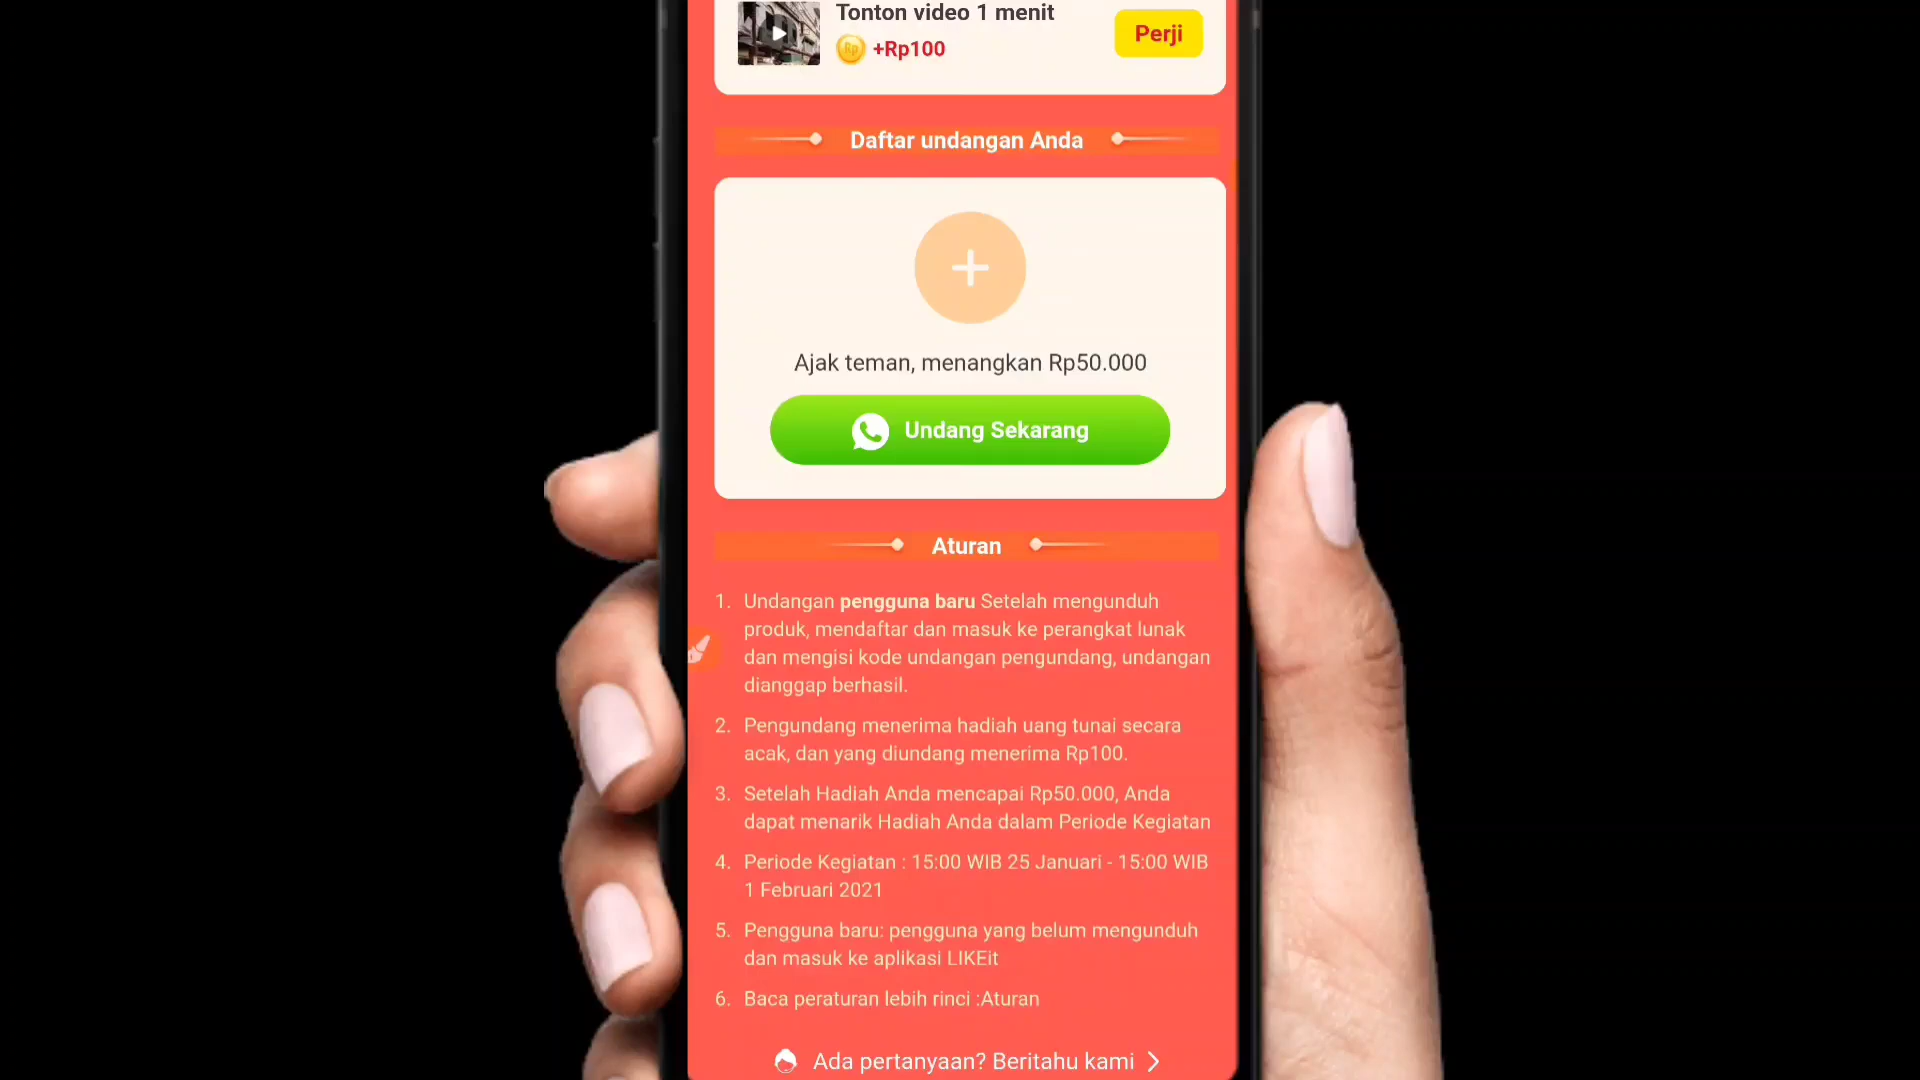 Tonton video 1 menit
Rp +Rp100
Perji
Daftar undangan Anda
Ajak teman, menangkan Rp50.000
Undang Sekarang
Aturan
1. Undangan pengguna baru Setelah mengunduh
produk, mendaftar dan masuk ke perangkat lunak
dan mengisi kode undangan pengundang, undangan
dianggap berhasil.
2. Pengundang menerima hadiah uang tunai secara
acak, dan yang diundang menerima Rp100.
3. Setelah Hadiah Anda mencapai Rp50.000, Anda
dapat menarik Hadiah Anda dalam Periode Kegiatan
4. Periode Kegiatan : 15:00 WIB 25 Januari - 15:00 WIB
1 Februari 2021
5. Pengguna baru: pengguna yang belum mengunduh
dan masuk ke aplikasi LIKEit
6. Baca peraturan lebih rinci :Aturan
Ada pertanyaan? Beritahu kami